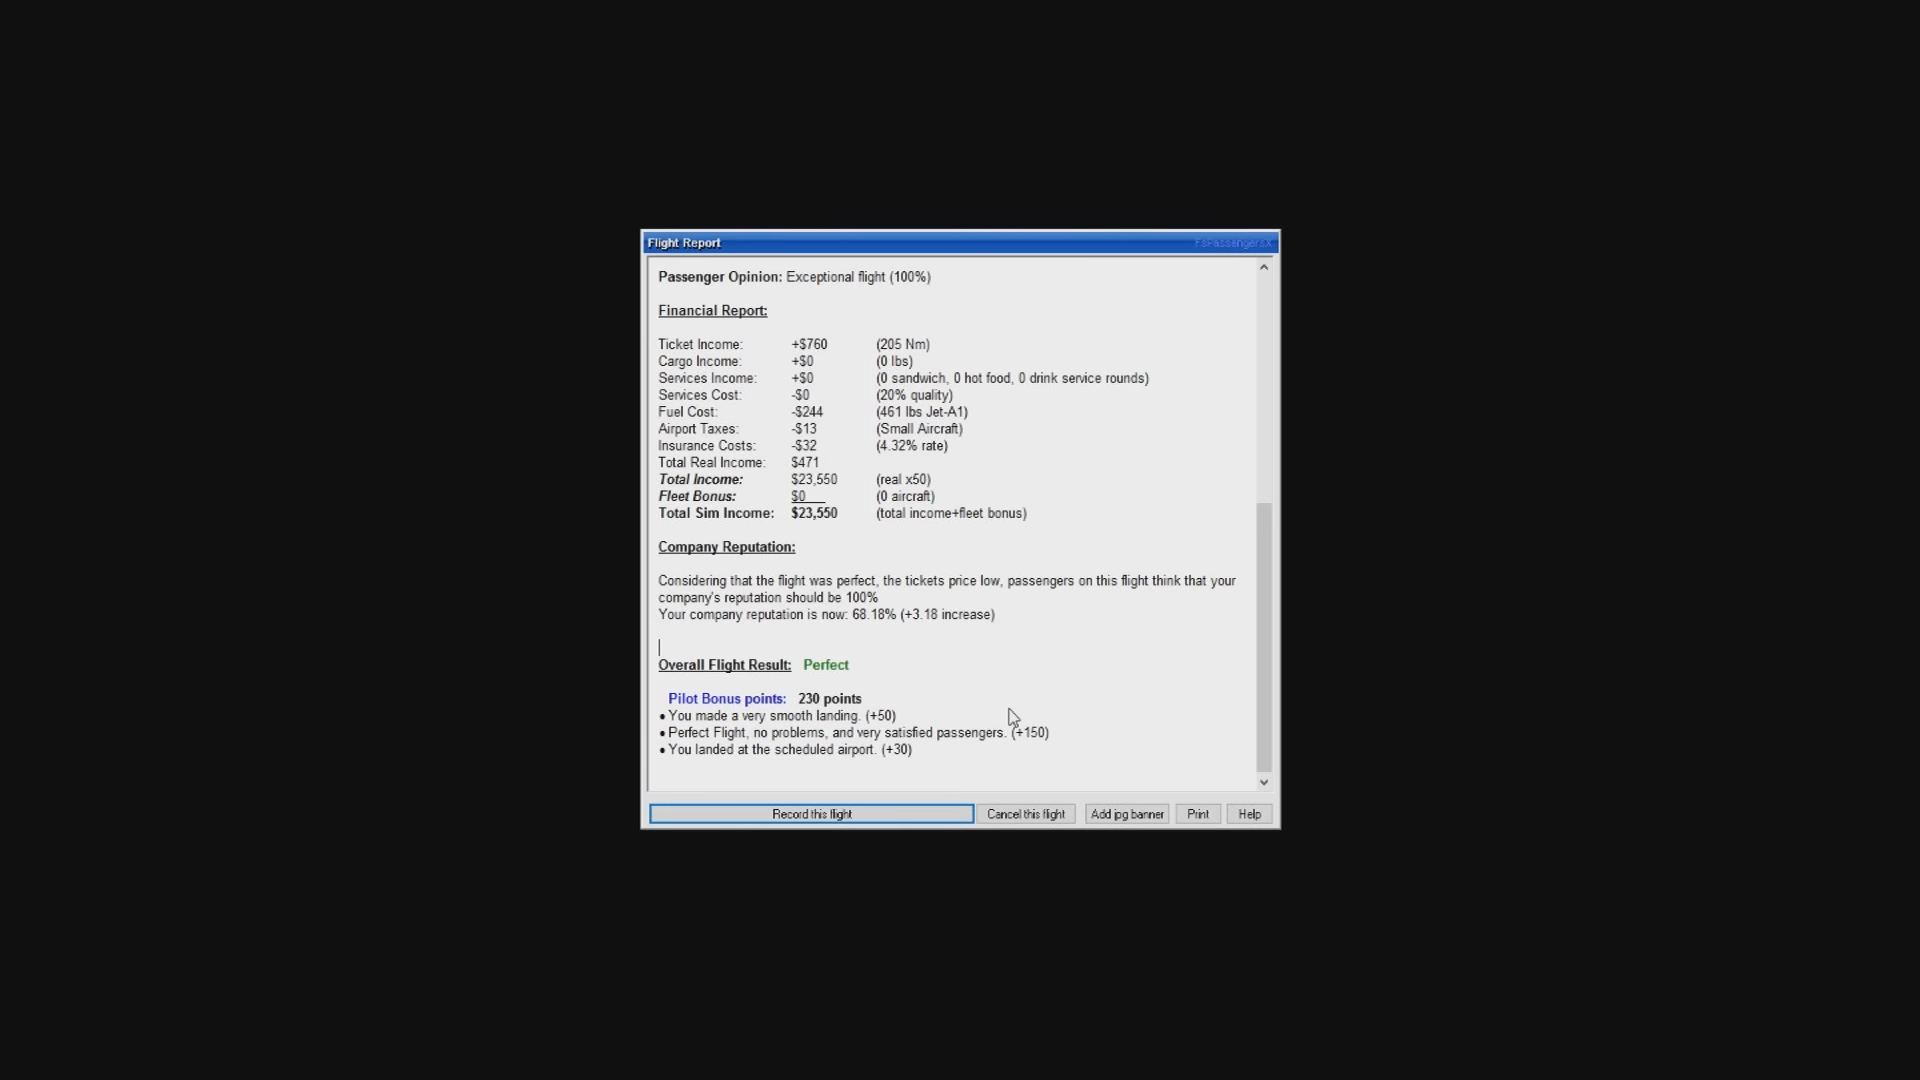 Flight Report FsPassengersX
Passenger Opinion: Exceptional flight (100%)
Financial Report:
Ticket Income: +$760 (205 Nm)
Cargo Income: +$0 (0 lbs)
Services Income: +$0 (0 sandwich, 0 hot food, 0 drink service rounds)
Services Cost: -$0 (20% quality)
Fuel Cost: -$244 (461 lbs Jet-A1)
Airport Taxes: -$13 (Small Aircraft)
Insurance Costs: -$32 (4.32% rate)
Total Real Income: $471
Total Income: $23,550 (real x50)
Fleet Bonus: $0 (0 aircraft)
Total Sim Income: $23,550 (total income+fleet bonus)
Company Reputation:
Considering that the flight was perfect, the tickets price low, passengers on this flight think that your
company's reputation should be 100%
Your company reputation is now: 68.18% (+3.18 increase)
Overall Flight Result: Perfect
Pilot Bonus points: 230 points
• You made a very smooth landing. (+50)
• Perfect Flight, no problems, and very satisfied passengers. (+150)
• You landed at the scheduled airport. (+30)
Record this flight Cancel this flight Add jpg banner Print Help